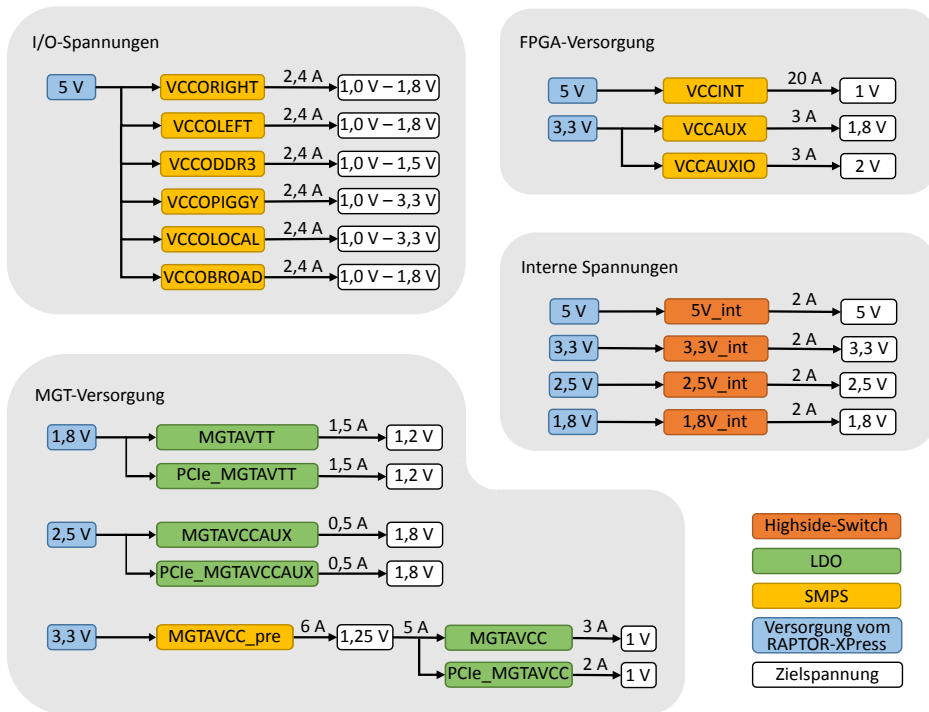 I/O-Spannungen
5 V
VCCORIGHT
2,4 A
1,0 V – 1,8 V
VCCOLEFT
2,4 A
1,0 V – 1,8 V
VCCODDR3
2,4 A
1,0 V – 1,5 V
VCCOPIGGY
2,4 A
1,0 V – 3,3 V
VCCOLOCAL
2,4 A
1,0 V – 3,3 V
VCCOBROAD
2,4 A
1,0 V – 1,8 V
FPGA-Versorgung
5 V
VCCINT
20 A
1 V
3,3 V
VCCAUX
3 A
1,8 V
VCCAUXIO
3 A
2 V
Interne Spannungen
5 V
5V_int
2 A
5 V
3,3 V
3,3V_int
2 A
3,3 V
2,5 V
2,5V_int
2 A
2,5 V
1,8 V
1,8V_int
2 A
1,8 V
MGT-Versorgung
1,8 V
MGTAVTT
1,5 A
1,2 V
PCIe_MGTAVTT
1,5 A
1,2 V
2,5 V
MGTAVCCAUX
0,5 A
1,8 V
PCIe_MGTAVCCAUX
0,5 A
1,8 V
3,3 V
MGTAVCC_pre
6 A
1,25 V
5 A
MGTAVCC
3 A
1 V
PCIe_MGTAVCC
2 A
1 V
Highside-Switch
LDO
SMPS
Versorgung vom
RAPTOR-XPress
Zielspannung